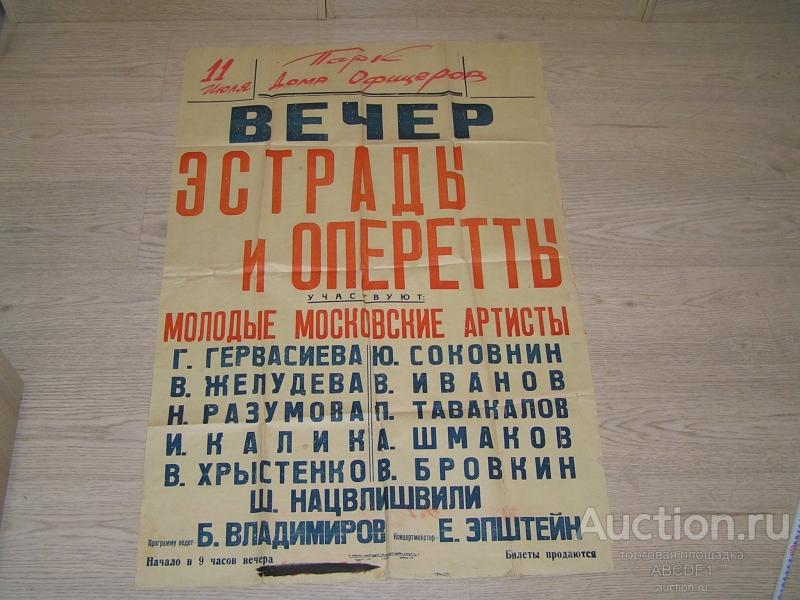 11 Июля
Парк
Дома Офицеров
ВЕЧЕР
ЭСТРАДЫ
И ОПЕРЕТТЫ
УЧАСТВУЮТ:
МОЛОДЫЕ МОСКОВСКИЕ АРТИСТЫ
Г. ГЕРВАСИЕВА Ю. СОКОВНИН
В. ЖЕЛУДЕВА В. ИВАНОВ
Н. РАЗУМОВА П. ТАВАКАЛОВ
И. КАЛИК А. ШМАКОВ
В. ХРЫСТЕНКО В. БРОВКИН
Ш. НАЦВЛИШВИЛИ
Программу ведет- Б. ВЛАДИМИРОВ Концертмейстер- Е. ЭПШТЕЙН
Начало в 9 часов вечера Билеты продаются
Auction.ru
торговая площадка
ABCDE1
auction.ru